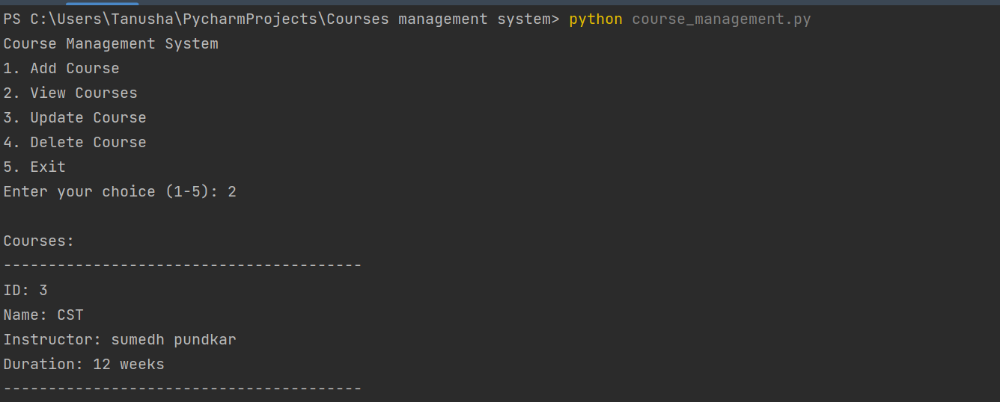 PS C:\Users\Tanusha\PycharmProjects\Courses management system> python course_management.py
Course Management System
1. Add Course
2. View Courses
3. Update Course
4. Delete Course
5. Exit
Enter your choice (1-5): 2
Courses:
----------------------------------------
ID: 3
Name: CST
Instructor: sumedh pundkar
Duration: 12 weeks
----------------------------------------